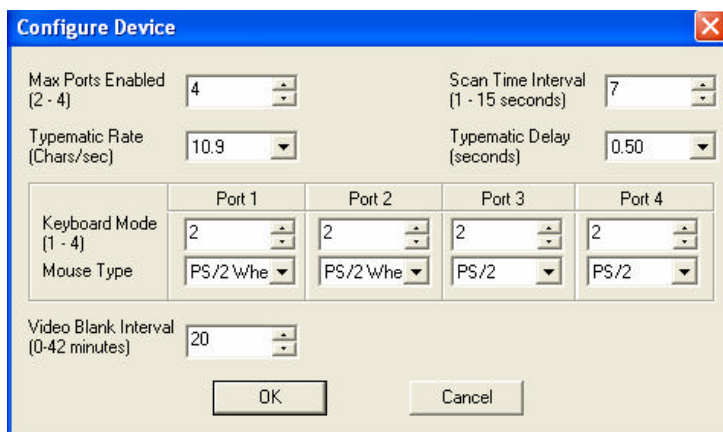 Configure Device
Max Ports Enabled
(2 - 4)
4
Scan Time Interval
(1 - 15 seconds)
7
Typematic Rate
(Chars/sec)
10.9
Typematic Delay
(seconds)
0.50
Port 1 Port 2 Port 3 Port 4
Keyboard Mode
(1 - 4)
2 2 2 2
Mouse Type PS/2 Whe PS/2 Whe PS/2 PS/2
Video Blank Interval
(0-42 minutes)
20
OK Cancel